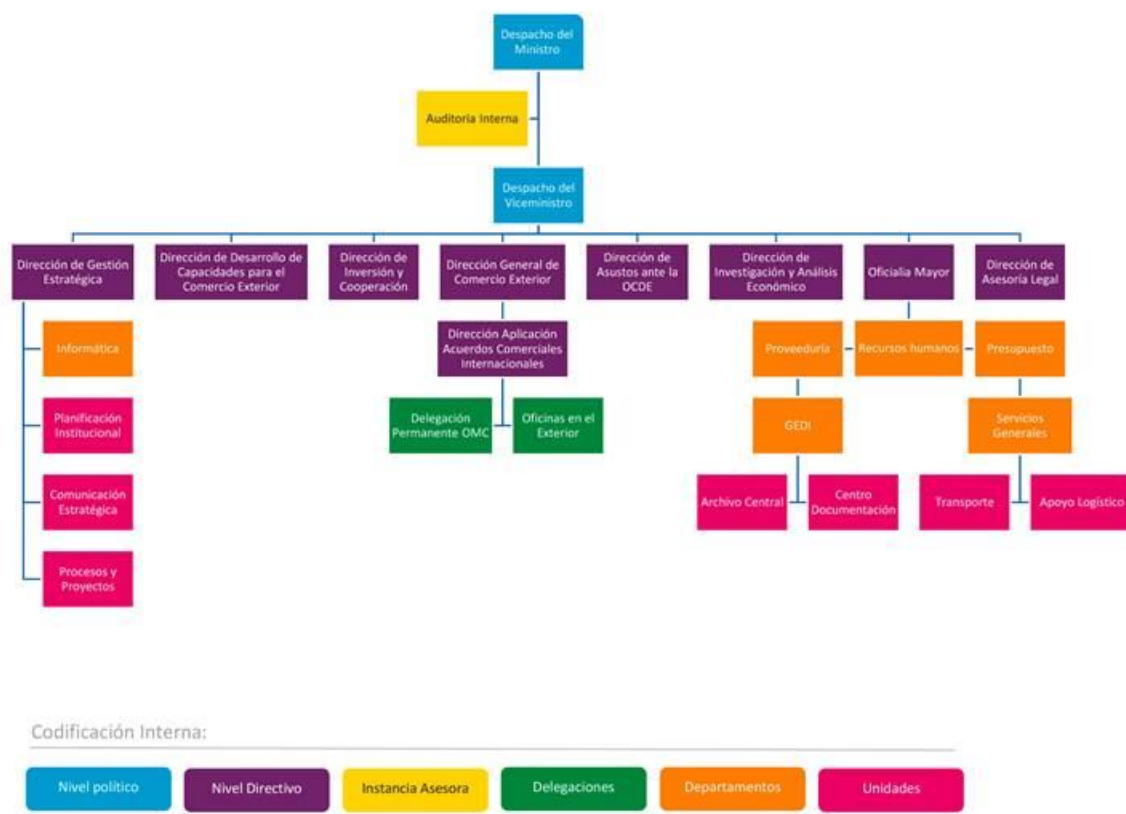 Despacho del
Ministro
Auditoria Interna
Despacho del
Viceministro
Dirección de Gestión
Estratégica
Dirección de Desarrollo de
Capacidades para el
Comercio Exterior
Dirección de
Inversión y
Cooperación
Dirección General de
Comercio Exterior
Dirección de
Asustos ante la
OCDE
Dirección de
Investigación y Análisis
Económico
Oficialia Mayor
Dirección de
Asesoría Legal
Informática
Dirección Aplicación
Acuerdos Comerciales
Internacionales
Proveeduría
Recursos humanos
Presupuesto
Planificación
Institucional
Delegación
Permanente OMC
Oficinas en el
Exterior
GEDI
Servicios
Generales
Comunicación
Estratégica
Archivo Central
Centro
Documentación
Transporte
Apoyo Logístico
Procesos y
Proyectos
Codificación Interna:
Nivel político
Nivel Directivo
Instancia Asesora
Delegaciones
Departamentos
Unidades